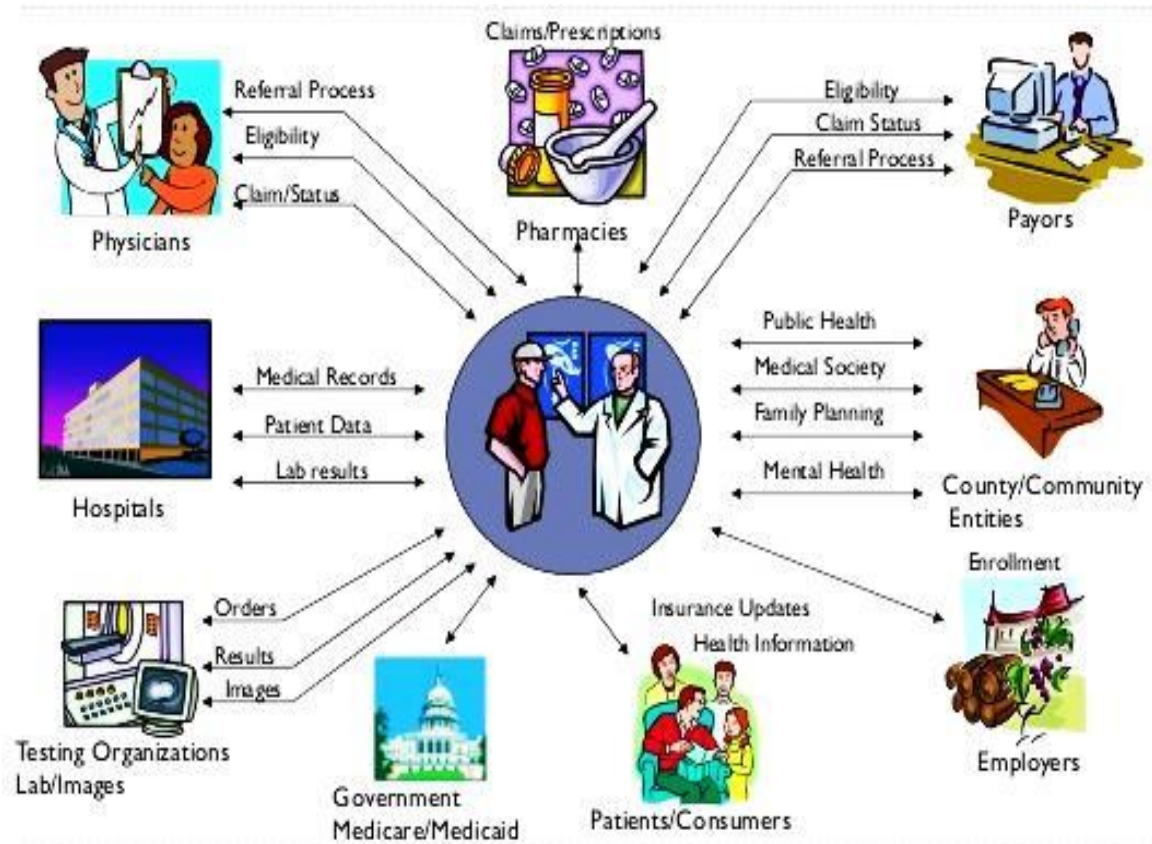 Claims/Prescriptions
Referral Process
Eligibility
Claim/Status
Physicians
Pharmacies
Eligibility
Claim Status
Referral Process
Payors
Medical Records
Patient Data
Lab results
Hospitals
Public Health
Medical Society
Family Planning
Mental Health
County/Community
Entities
Orders
Results
Images
Testing Organizations
Lab/Images
Government
Medicare/Medicaid
Insurance Updates
Health Information
Patients/Consumers
Enrollment
Employers